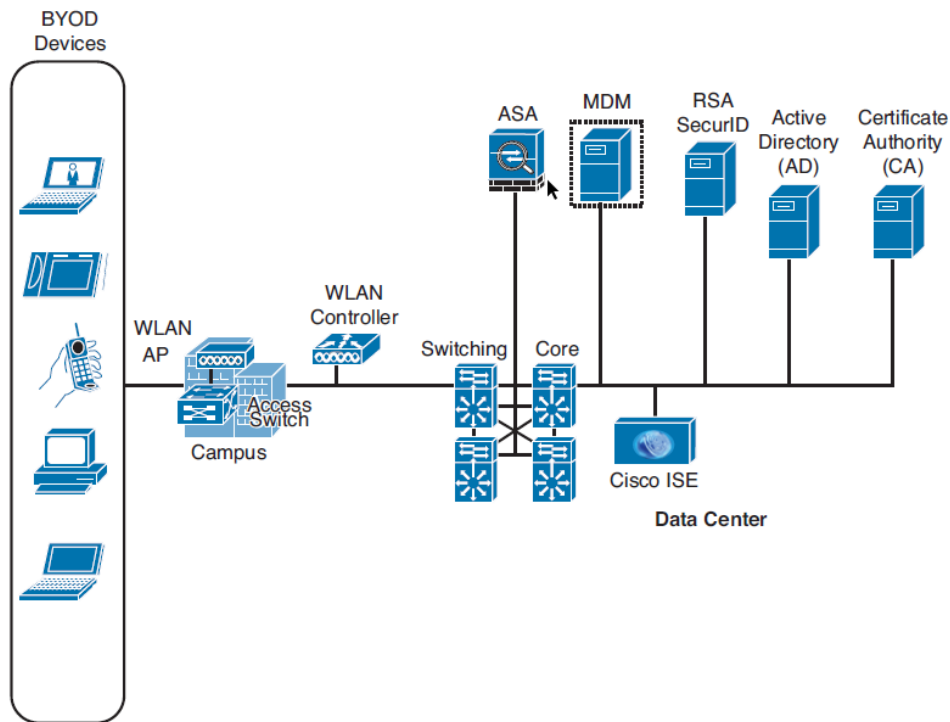 BYOD
Devices
ASA
MDM
RSA
SecurID
Active
Directory
(AD)
Certificate
Authority
(CA)
WLAN
AP
WLAN
Controller
Switching
Core
Access
Switch
Campus
Cisco ISE
Data Center